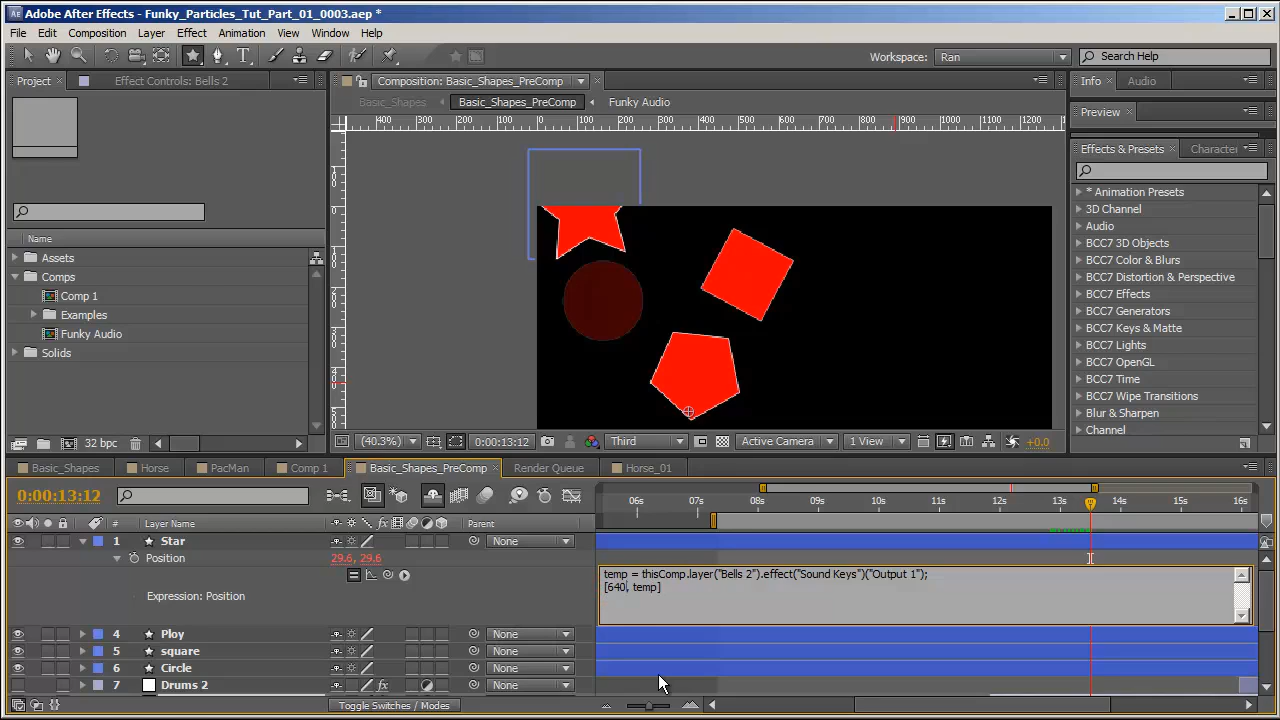 Adobe After Effects - Funky_Particles_Tut_Part_01_0003.aep *
File Edit Composition Layer Effect Animation View Window Help
Workspace: Ran Search Help
Project Effect Controls: Bells 2 Composition: Basic_Shapes_PreComp Info Audio
Basic_Shapes Basic_Shapes_PreComp Funky Audio
Preview
400 300 200 100 0 100 200 300 400 500 600 700 800 900 1000 1100 1200
Effects & Presets Character
* Animation Presets
3D Channel
Audio
BCC7 3D Objects
BCC7 Color & Blurs
BCC7 Distortion & Perspective
BCC7 Effects
BCC7 Generators
BCC7 Keys & Matte
BCC7 Lights
BCC7 OpenGL
BCC7 Time
BCC7 Wipe Transitions
Blur & Sharpen
Channel
Name
Assets
Comps
Comp 1
Examples
Funky Audio
Solids
32 bpc
(40.3%) 0:00:13:12 Third Active Camera 1 View +0.0
Basic_Shapes Horse PacMan Comp 1 Basic_Shapes_PreComp Render Queue Horse_01
0:00:13:12
06s 07s 08s 09s 10s 11s 12s 13s 14s 15s 16s
# Layer Name Parent
1 Star None
Position 29.6, 29.6
Expression: Position
temp = thisComp.layer("Bells 2").effect("Sound Keys")("Output 1");
[640, temp]
4 Ploy None
5 square None
6 Circle None
7 Drums 2 fx None
Toggle Switches / Modes